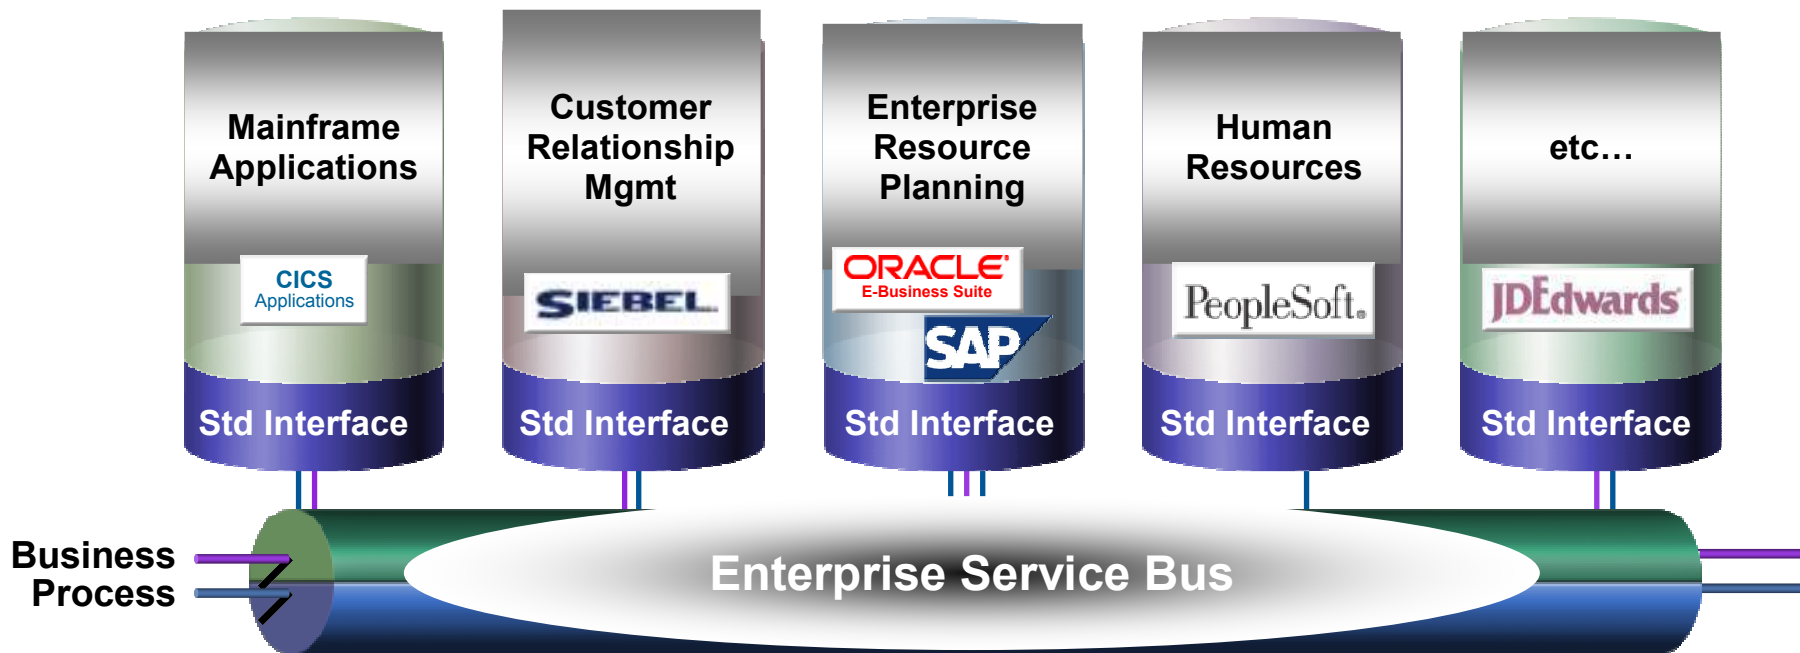 Mainframe
Applications
CICS
Applications
Std Interface
Customer
Relationship
Mgmt
SIEBEL.
Std Interface
Enterprise
Resource
Planning
ORACLE®
E-Business Suite
SAP
Std Interface
Human
Resources
PeopleSoft®
Std Interface
etc...
JDEdwards®
Std Interface
Business
Process
Enterprise Service Bus